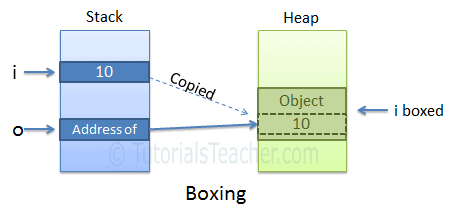 Stack
Heap
i
10
Copied
Object
10
i boxed
o
Address of
© TutorialsTeacher.com
Boxing